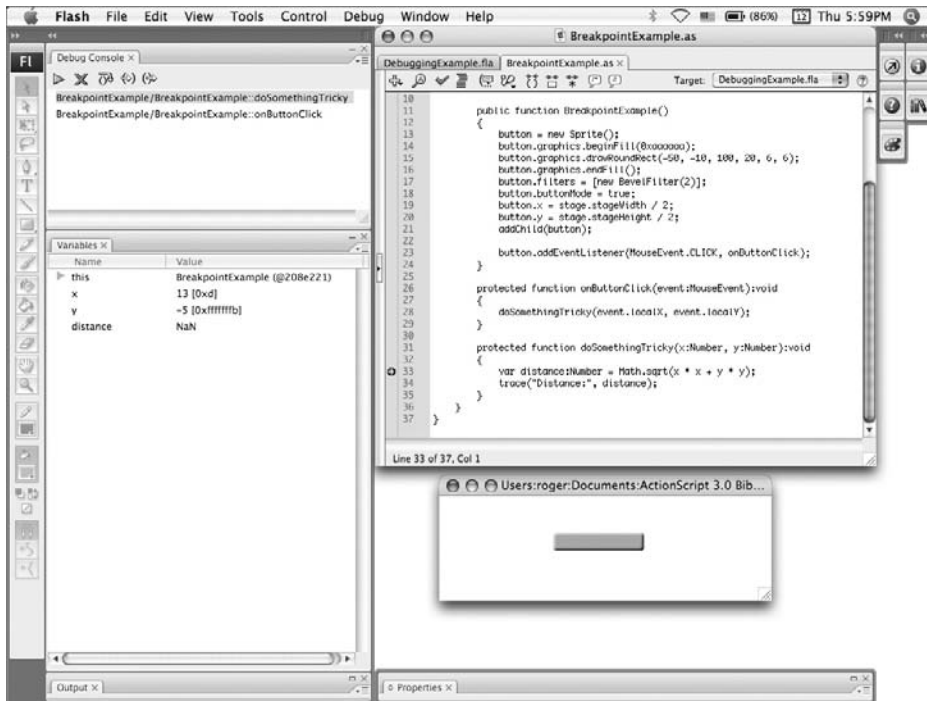 Flash File Edit View Tools Control Debug Window Help (86%) 12 Thu 5:59PM
Fl
Debug Console ×
BreakpointExample/BreakpointExample::doSomethingTricky
BreakpointExample/BreakpointExample::onButtonClick
Variables ×
Name Value
this BreakpointExample (@208e221)
x 13 [0xd]
y -5 [0xfffffffb]
distance NaN
Output ×
BreakpointExample.as
DebuggingExample.fla BreakpointExample.as ×
Target: DebuggingExample.fla
10
11 public function BreakpointExample()
12 {
13 button = new Sprite();
14 button.graphics.beginFill(0xaaaaaa);
15 button.graphics.drawRoundRect(-50, -10, 100, 20, 6, 6);
16 button.graphics.endFill();
17 button.filters = [new BevelFilter(2)];
18 button.buttonMode = true;
19 button.x = stage.stageWidth / 2;
20 button.y = stage.stageHeight / 2;
21 addChild(button);
22
23 button.addEventListener(MouseEvent.CLICK, onButtonClick);
24 }
25
26 protected function onButtonClick(event:MouseEvent):void
27 {
28 doSomethingTricky(event.localX, event.localY);
29 }
30
31 protected function doSomethingTricky(x:Number, y:Number):void
32 {
33 var distance:Number = Math.sqrt(x * x + y * y);
34 trace("Distance:", distance);
35 }
36 }
37 }
Line 33 of 37, Col 1
Users:roger:Documents:ActionScript 3.0 Bib...
Properties ×